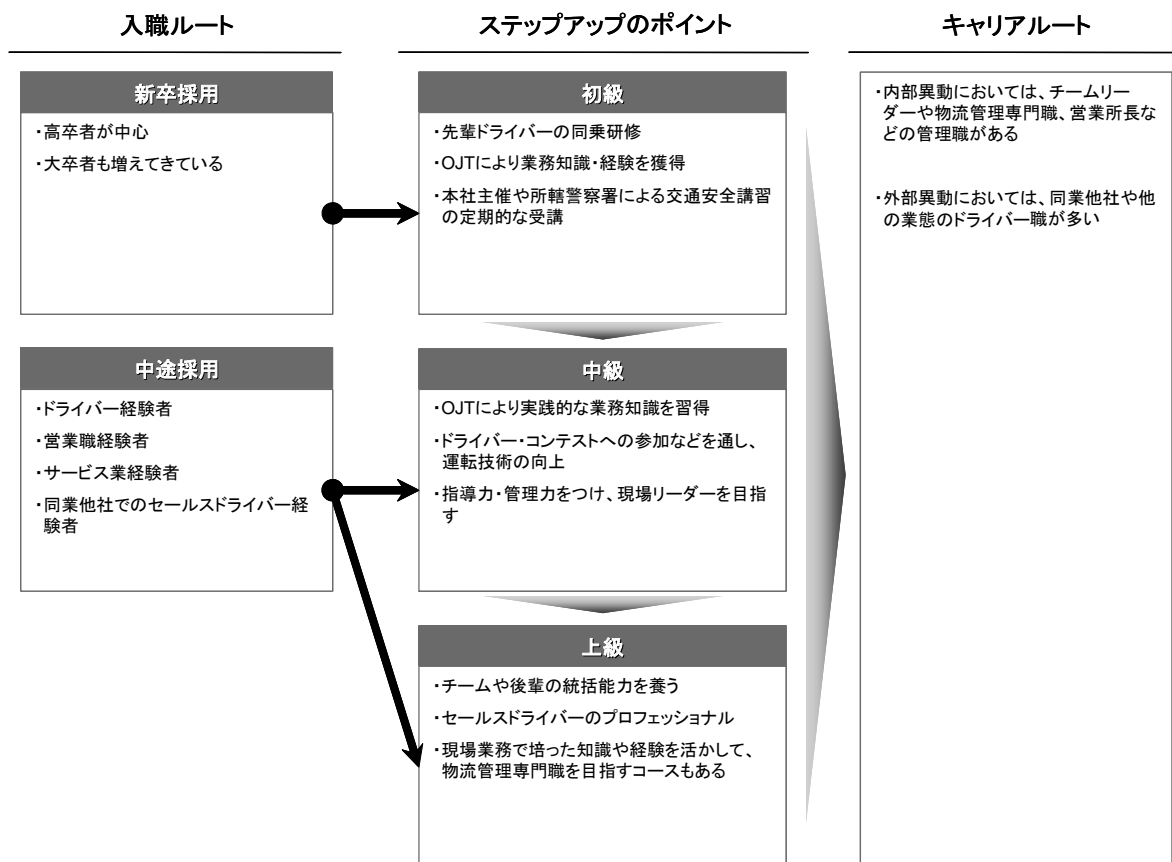 入職ルート
ステップアップのポイント
キャリアルート
新卒採用
・高卒者が中心
・大卒者も増えてきている
中途採用
・ドライバー経験者
・営業職経験者
・サービス業経験者
・同業他社でのセールスドライバー経
験者
初級
・先輩ドライバーの同乗研修
・OJTにより業務知識・経験を獲得
・本社主催や所轄警察署による交通安全講習
の定期的な受講
中級
・OJTにより実践的な業務知識を習得
・ドライバー・コンテストへの参加などを通し、
運転技術の向上
・指導力・管理力をつけ、現場リーダーを目指
す
上級
・チームや後輩の統括能力を養う
・セールスドライバーのプロフェッショナル
・現場業務で培った知識や経験を活かして、
物流管理専門職を目指すコースもある
・内部異動においては、チームリー
ダーや物流管理専門職、営業所長な
どの管理職がある
・外部異動においては、同業他社や他
の業態のドライバー職が多い